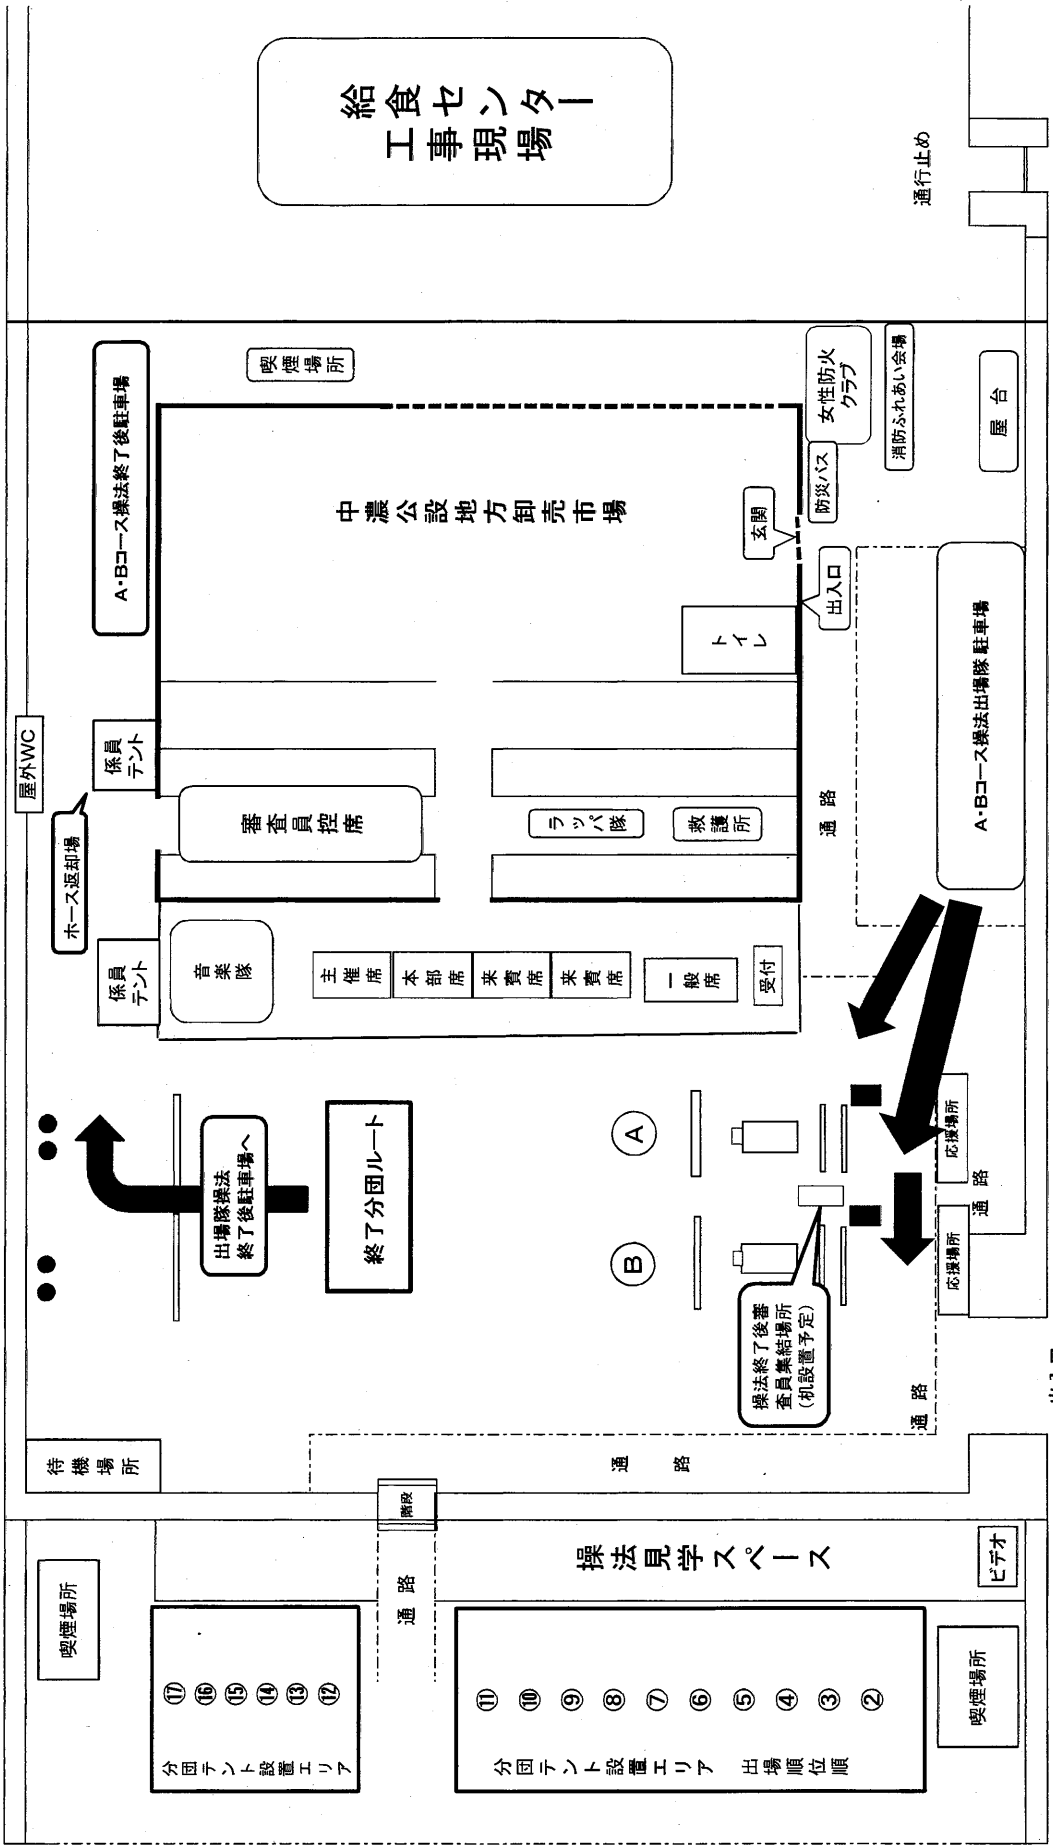 給食センター
工事現場
通行止め
A・Bコース操法終了後駐車場
喫煙
場所
女性防火
クラブ
消防ふれあい会場
屋台
防災バス
中濃公設地方卸売市場
玄関
出入口
トイレ
A・Bコース操法出場隊 駐車場
屋外WC
係員
テント
ホース返却場
審査員控席
ラッパ隊
救護所
通路
係員
テント
音楽隊
主催席
本部席
来賓席
来賓席
一般席
受付
出場隊操法
終了後駐車場へ
終了分団ルート
A
B
応援場所
応援場所
通路
操法終了後審
査員集結場所
(机設置予定)
通路
待機
場所
通路
階段
操法見学スペース
ビデオ
喫煙場所
通路
喫煙場所
⑰
⑯
⑮
⑭
⑬
⑫
分団テント設置エリア
⑪
⑩
⑨
⑧
⑦
⑥
⑤
④
③
②
分団テント設置エリア 出場順位順